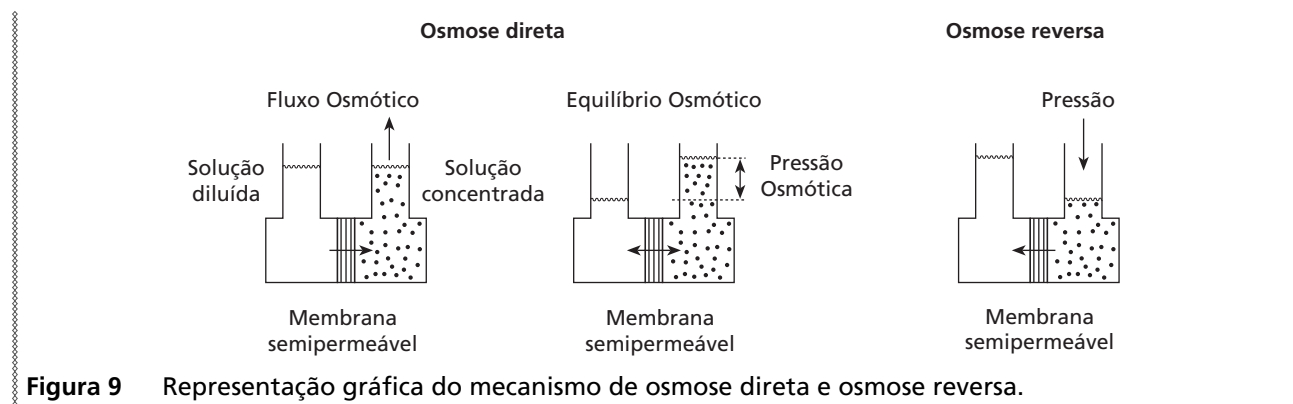 Osmose direta
Osmose reversa
Fluxo Osmótico
Equilíbrio Osmótico
Pressão
Solução
diluída
Solução
concentrada
Pressão
Osmótica
Membrana
semipermeável
Membrana
semipermeável
Membrana
semipermeável
Figura 9 Representação gráfica do mecanismo de osmose direta e osmose reversa.